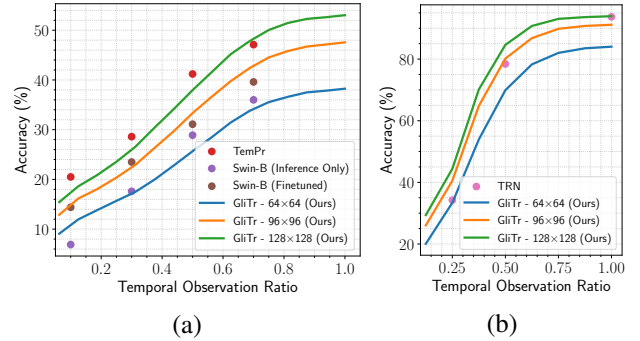 50
40
30
20
10
0.2
0.4
0.6
0.8
1.0
Accuracy (%)
Temporal Observation Ratio
TemPr
Swin-B (Inference Only)
Swin-B (Finetuned)
GliTr - 64×64 (Ours)
GliTr - 96×96 (Ours)
GliTr - 128×128 (Ours)
(a)
80
60
40
20
0.25
0.50
0.75
1.00
Accuracy (%)
Temporal Observation Ratio
TRN
GliTr - 64×64 (Ours)
GliTr - 96×96 (Ours)
GliTr - 128×128 (Ours)
(b)